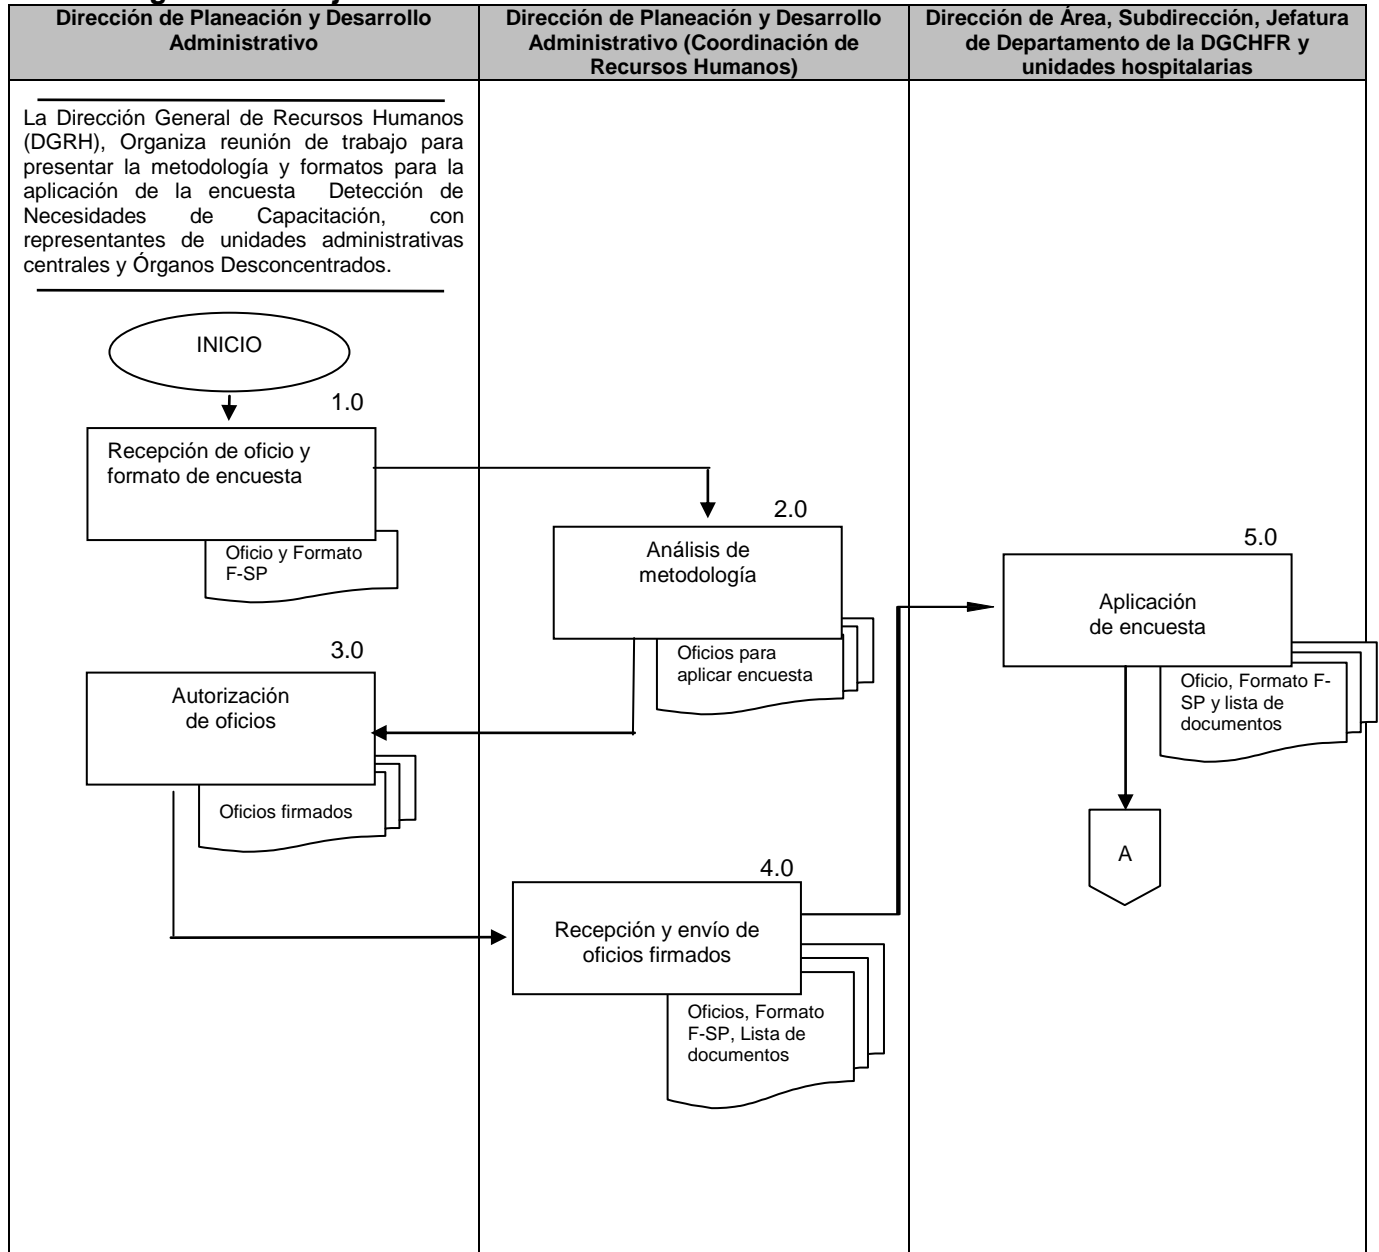 Dirección de Planeación y Desarrollo
Administrativo
Dirección de Planeación y Desarrollo
Administrativo (Coordinación de
Recursos Humanos)
Dirección de Área, Subdirección, Jefatura
de Departamento de la DGCHFR y
unidades hospitalarias
La Dirección General de Recursos Humanos
(DGRH), Organiza reunión de trabajo para
presentar la metodología y formatos para la
aplicación de la encuesta Detección de
Necesidades de Capacitación, con
representantes de unidades administrativas
centrales y Órganos Desconcentrados.
INICIO
1.0
Recepción de oficio y
formato de encuesta
Oficio y Formato
F-SP
2.0
Análisis de
metodología
Oficios para
aplicar encuesta
3.0
Autorización
de oficios
Oficios firmados
4.0
Recepción y envío de
oficios firmados
Oficios, Formato
F-SP, Lista de
documentos
5.0
Aplicación
de encuesta
Oficio, Formato F-
SP y lista de
documentos
A